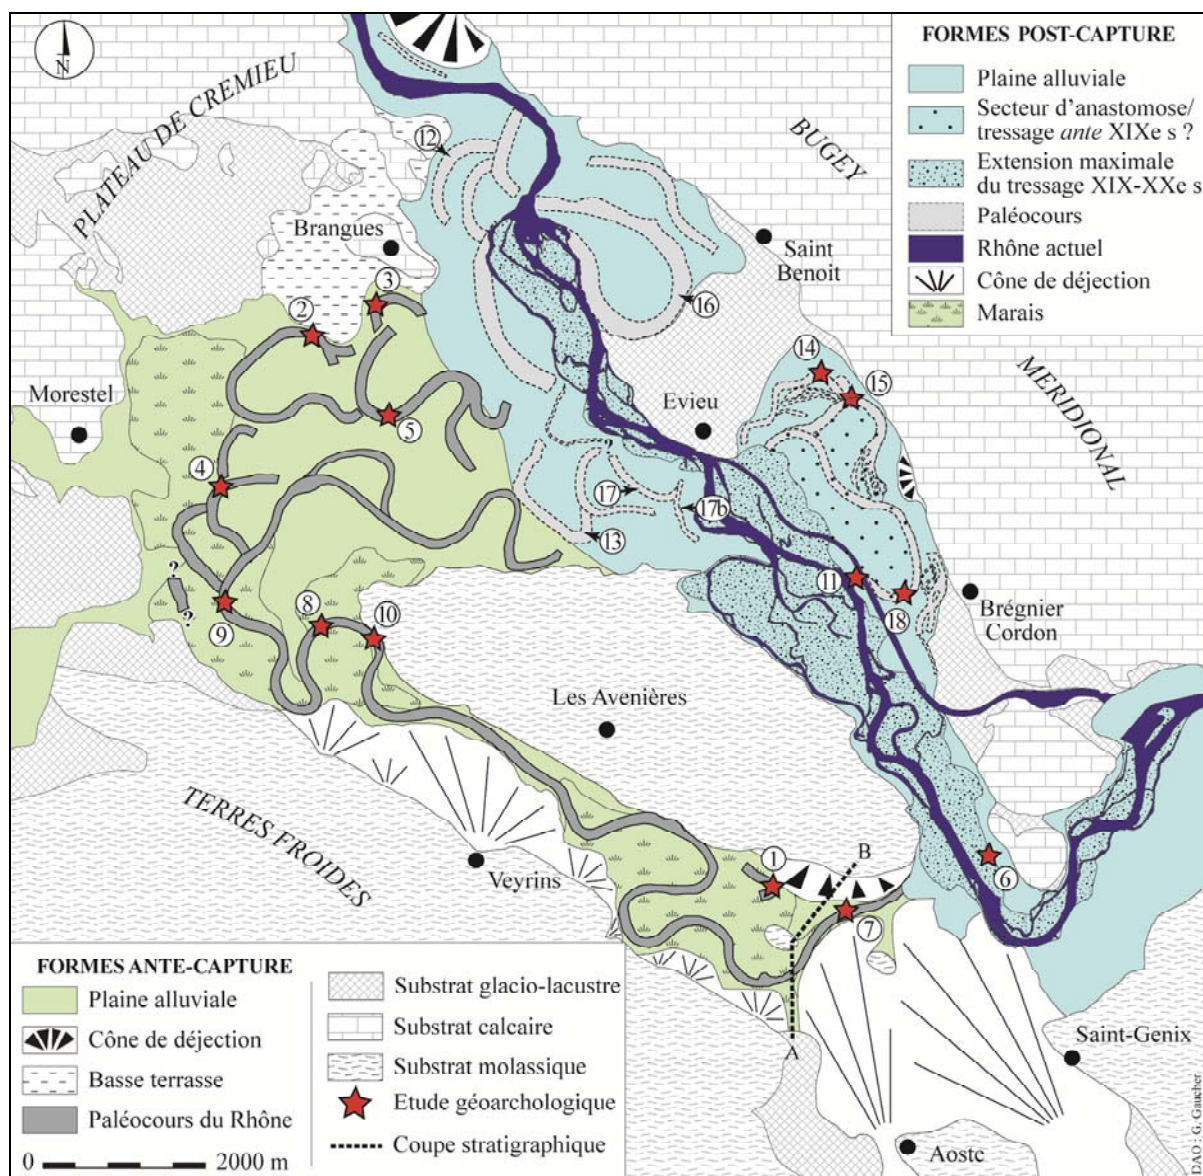 N
PLATEAU DE CREMIEU
BUGEY
MERIDIONAL
TERRES FROIDES
Brangues
Saint
Benoit
Morestel
Evieu
Brégnier
Cordon
Les Avenières
Veyrins
Saint-Genix
Aoste
12
3
2
16
14
15
5
4
17
17b
13
11
18
8
10
9
1
B
6
7
A
?
?
?
FORMES POST-CAPTURE
Plaine alluviale
Secteur d'anastomose/
tressage ante XIXe s ?
Extension maximale
du tressage XIX-XXe s
Paléocours
Rhône actuel
Cône de déjection
Marais
FORMES ANTE-CAPTURE
Plaine alluviale
Cône de déjection
Basse terrasse
Paléocours du Rhône
0 2000 m
Substrat glacio-lacustre
Substrat calcaire
Substrat molassique
Etude géoarchologique
Coupe stratigraphique
D.A.O. G. Gaucher